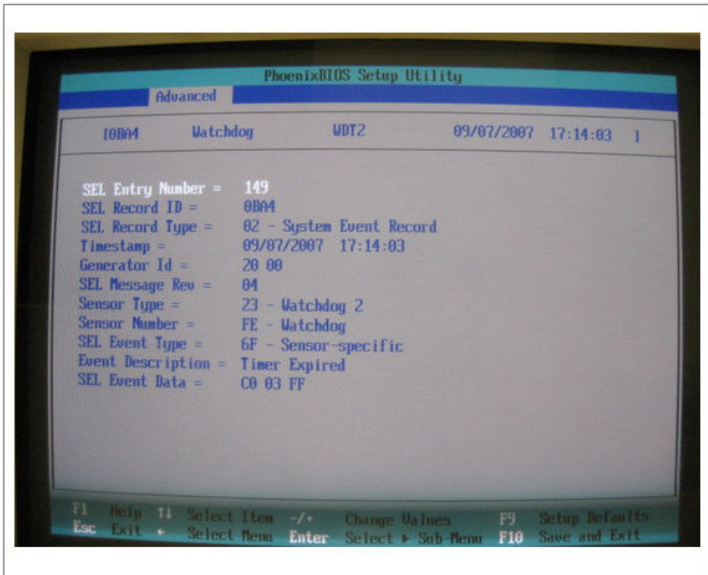 PhoenixBIOS Setup Utility
Advanced
[0BA4 Watchdog WDT2 09/07/2007 17:14:03 ]
SEL Entry Number = 149
SEL Record ID = 0BA4
SEL Record Type = 02 - System Event Record
Timestamp = 09/07/2007 17:14:03
Generator Id = 20 00
SEL Message Rev = 04
Sensor Type = 23 - Watchdog 2
Sensor Number = FE - Watchdog
SEL Event Type = 6F - Sensor-specific
Event Description = Timer Expired
SEL Event Data = C0 03 FF
F1 Help ↑↓ Select Item -/+ Change Values F9 Setup Defaults
Esc Exit ← Select Menu Enter Select ▶ Sub-Menu F10 Save and Exit